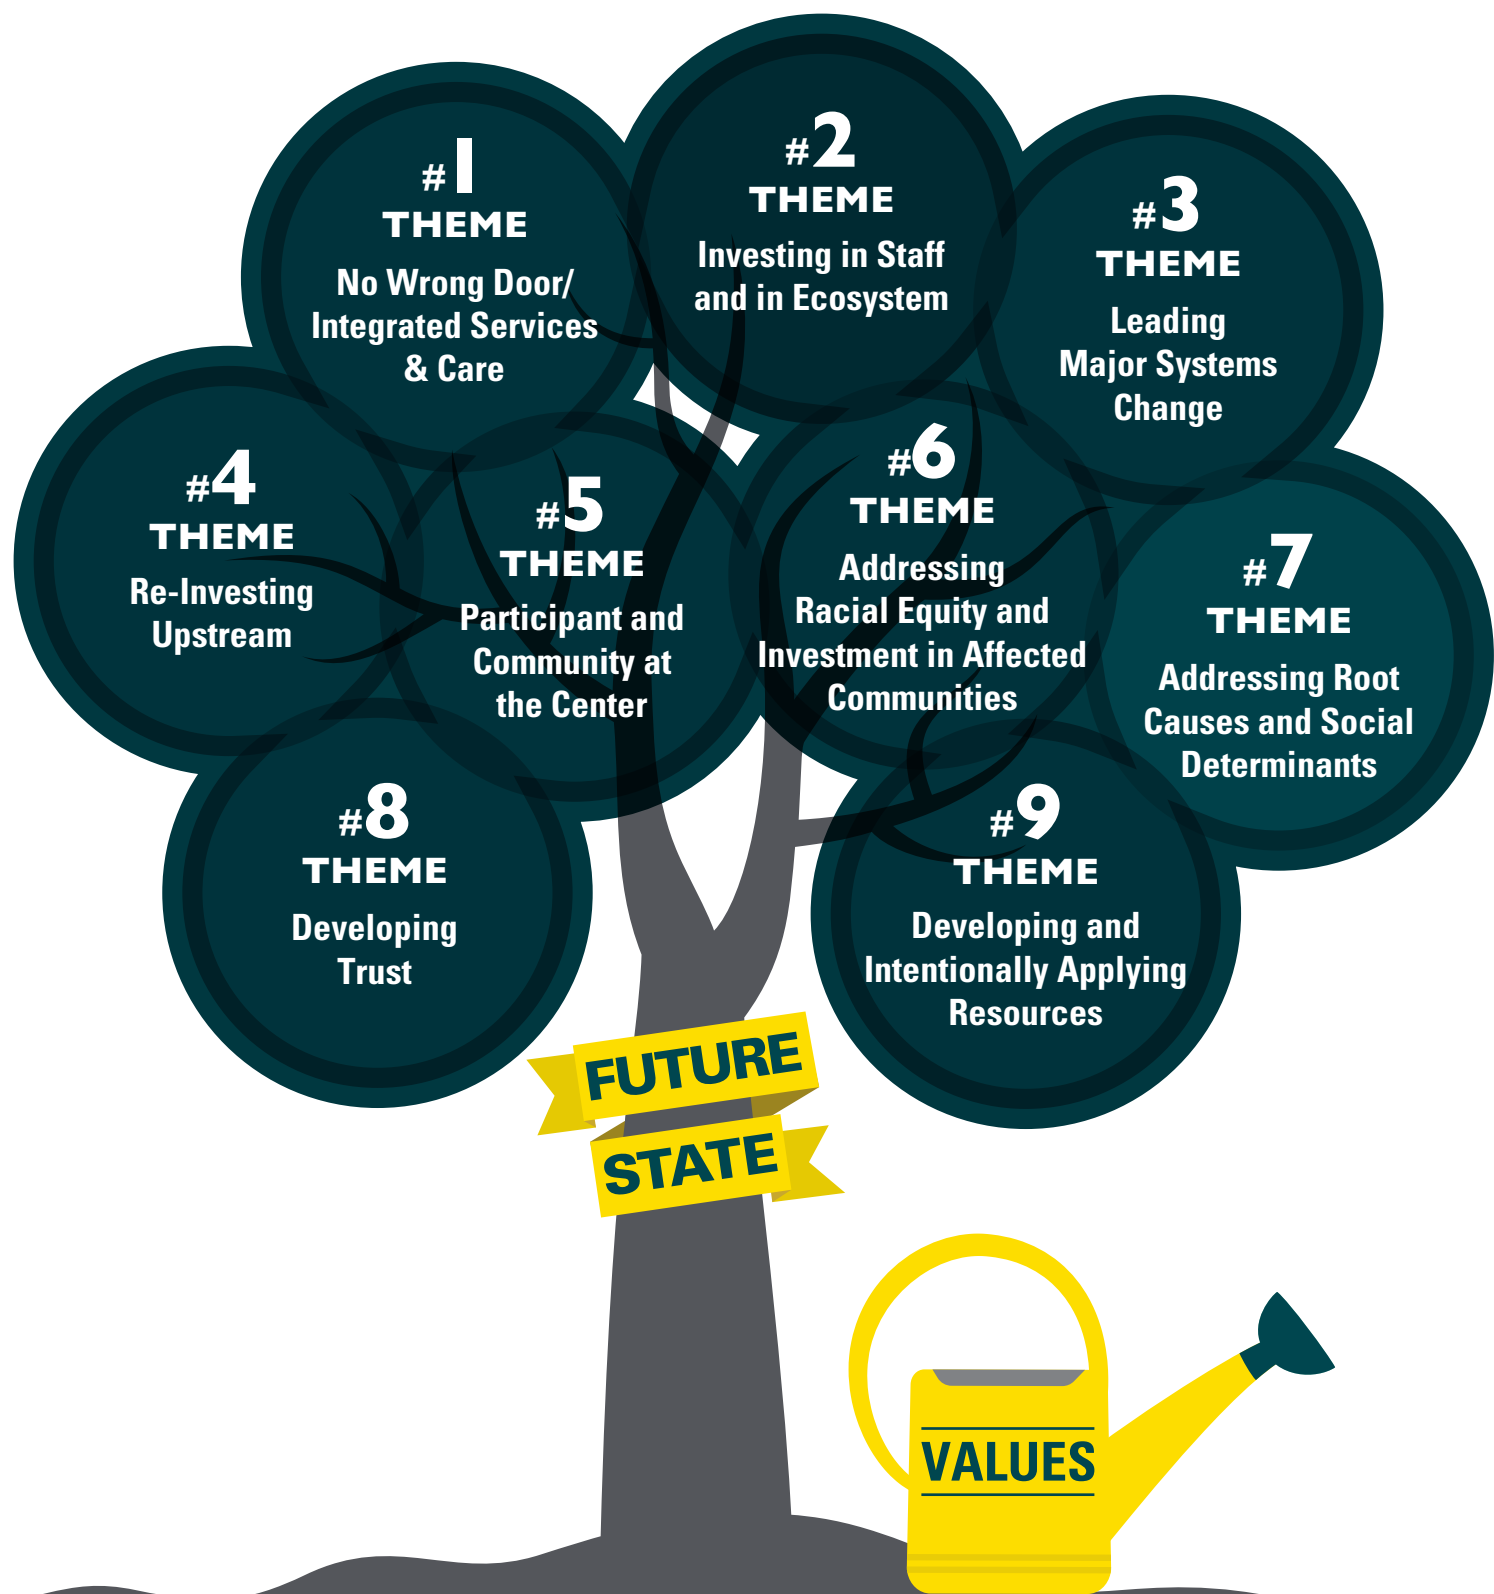 #1
THEME
No Wrong Door/
Integrated Services
& Care
#2
THEME
Investing in Staff
and in Ecosystem
#3
THEME
Leading
Major Systems
Change
#4
THEME
Re-Investing
Upstream
#5
THEME
Participant and
Community at
the Center
#6
THEME
Addressing
Racial Equity and
Investment in Affected
Communities
#7
THEME
Addressing Root
Causes and Social
Determinants
#8
THEME
Developing
Trust
#9
THEME
Developing and
Intentionally Applying
Resources
FUTURE
STATE
VALUES